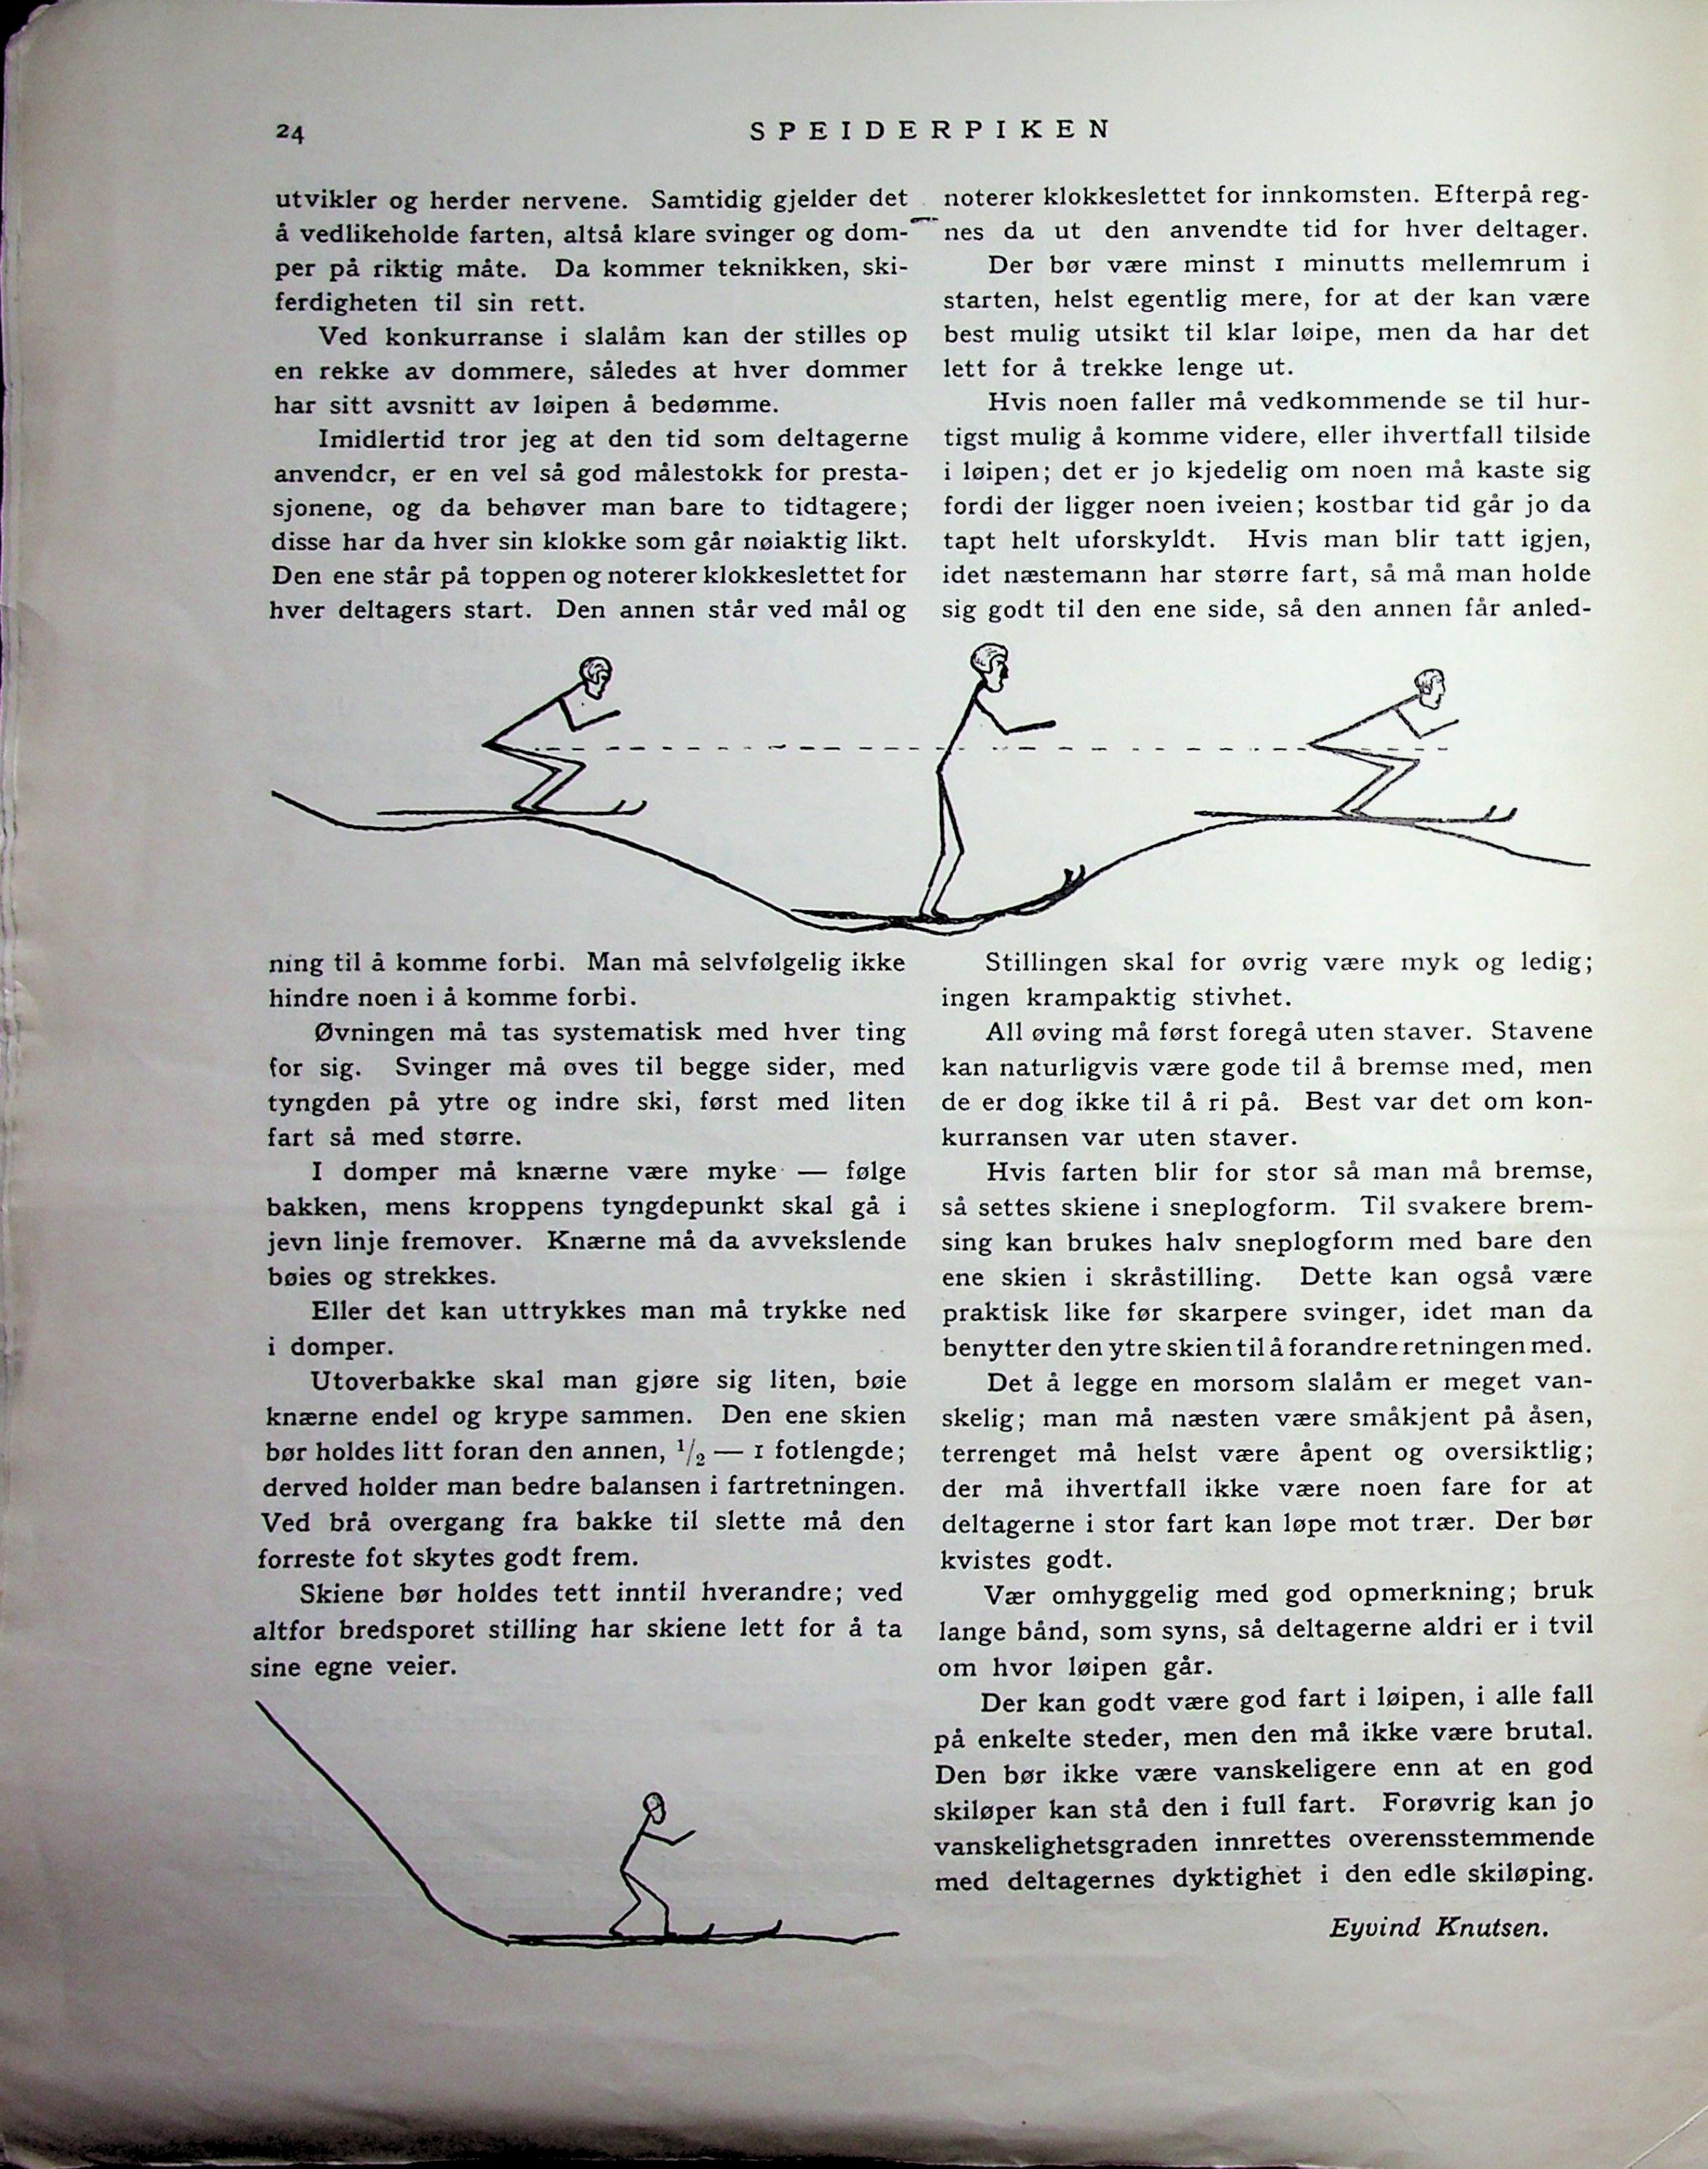 24
SPEIDERPIKEN
utvikler og herder nervene. Samtidig gjelder det
å vedlikeholde farten, altså klare svinger og dom-
per på riktig måte. Da kommer teknikken, ski-
ferdigheten til sin rett.
Ved konkurranse i slalåm kan der stilles op
en rekke av dommere, således at hver dommer
har sitt avsnitt av løipen å bedømme.
Imidlertid tror jeg at den tid som deltagerne
anvender, er en vel så god målestokk for presta-
sjonene, og da behøver man bare to tidtagere;
disse har da hver sin klokke som går nøiaktig likt.
Den ene står på toppen og noterer klokkeslettet for
hver deltagers start. Den annen står ved mål og
noterer klokkeslettet for innkomsten. Efterpå reg-
nes da ut den anvendte tid for hver deltager.
Der bør være minst 1 minutts mellemrum i
starten, helst egentlig mere, for at der kan være
best mulig utsikt til klar løipe, men da har det
lett for å trekke lenge ut.
Hvis noen faller må vedkommende se til hur-
tigst mulig å komme videre, eller ihvertfall tilside
i løipen; det er jo kjedelig om noen må kaste sig
fordi der ligger noen iveien; kostbar tid går jo da
tapt helt uforskyldt. Hvis man blir tatt igjen,
idet næstemann har større fart, så må man holde
sig godt til den ene side, så den annen får anled-
ning til å komme forbi. Man må selvfølgelig ikke
hindre noen i å komme forbi.
Øvningen må tas systematisk med hver ting
for sig. Svinger må øves til begge sider, med
tyngden på ytre og indre ski, først med liten
fart så med større.
I domper må knærne være myke — følge
bakken, mens kroppens tyngdepunkt skal gå i
jevn linje fremover. Knærne må da avvekslende
bøies og strekkes.
Eller det kan uttrykkes man må trykke ned
i domper.
Utoverbakke skal man gjøre sig liten, bøie
knærne endel og krype sammen. Den ene skien
bør holdes litt foran den annen, 1/2 — 1 fotlengde;
derved holder man bedre balansen i fartretningen.
Ved brå overgang fra bakke til slette må den
forreste fot skytes godt frem.
Skiene bør holdes tett inntil hverandre; ved
altfor bredsporet stilling har skiene lett for å ta
sine egne veier.
Stillingen skal for øvrig være myk og ledig;
ingen krampaktig stivhet.
All øving må først foregå uten staver. Stavene
kan naturligvis være gode til å bremse med, men
de er dog ikke til å ri på. Best var det om kon-
kurransen var uten staver.
Hvis farten blir for stor så man må bremse,
så settes skiene i sneplogform. Til svakere brem-
sing kan brukes halv sneplogform med bare den
ene skien i skråstilling. Dette kan også være
praktisk like før skarpere svinger, idet man da
benytter den ytre skien til å forandre retningen med.
Det å legge en morsom slalåm er meget van-
skelig; man må næsten være småkjent på åsen,
terrenget må helst være åpent og oversiktlig;
der må ihvertfall ikke være noen fare for at
deltagerne i stor fart kan løpe mot trær. Der bør
kvistes godt.
Vær omhyggelig med god opmerkning; bruk
lange bånd, som syns, så deltagerne aldri er i tvil
om hvor løipen går.
Der kan godt være god fart i løipen, i alle fall
på enkelte steder, men den må ikke være brutal.
Den bør ikke være vanskeligere enn at en god
skiløper kan stå den i full fart. Forøvrig kan jo
vanskelighetsgraden innrettes overensstemmende
med deltagernes dyktighet i den edle skiløping.
Eyvind Knutsen.